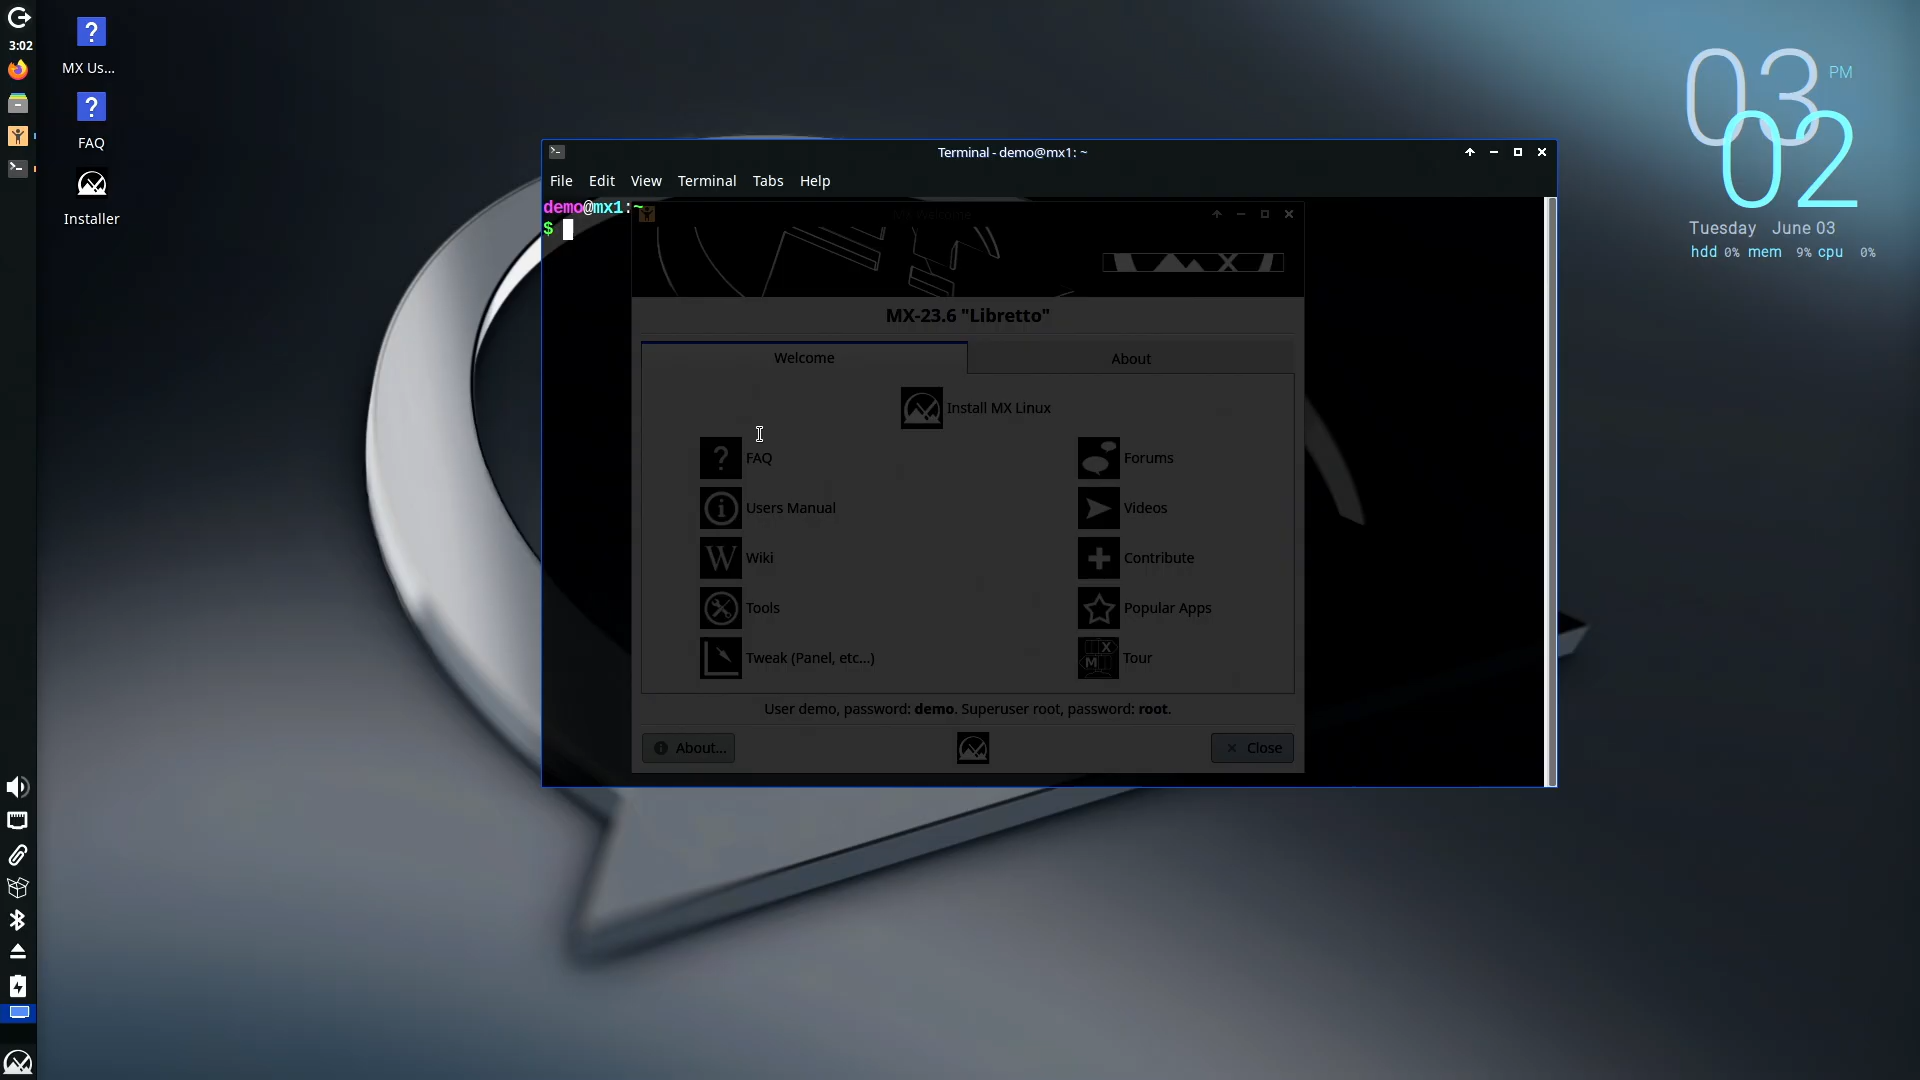 3:02
MX Us...
FAQ
Installer
03 PM
02
Tuesday June 03
hdd 0% mem 9% cpu 0%
Terminal - demo@mx1: ~
File Edit View Terminal Tabs Help
demo@mx1:~
$
MX Welcome
MX
MX-23.6 "Libretto"
Welcome
About
Install MX Linux
FAQ
Forums
Users Manual
Videos
Wiki
Contribute
Tools
Popular Apps
Tweak (Panel, etc...)
Tour
User demo, password: demo. Superuser root, password: root.
About...
Close